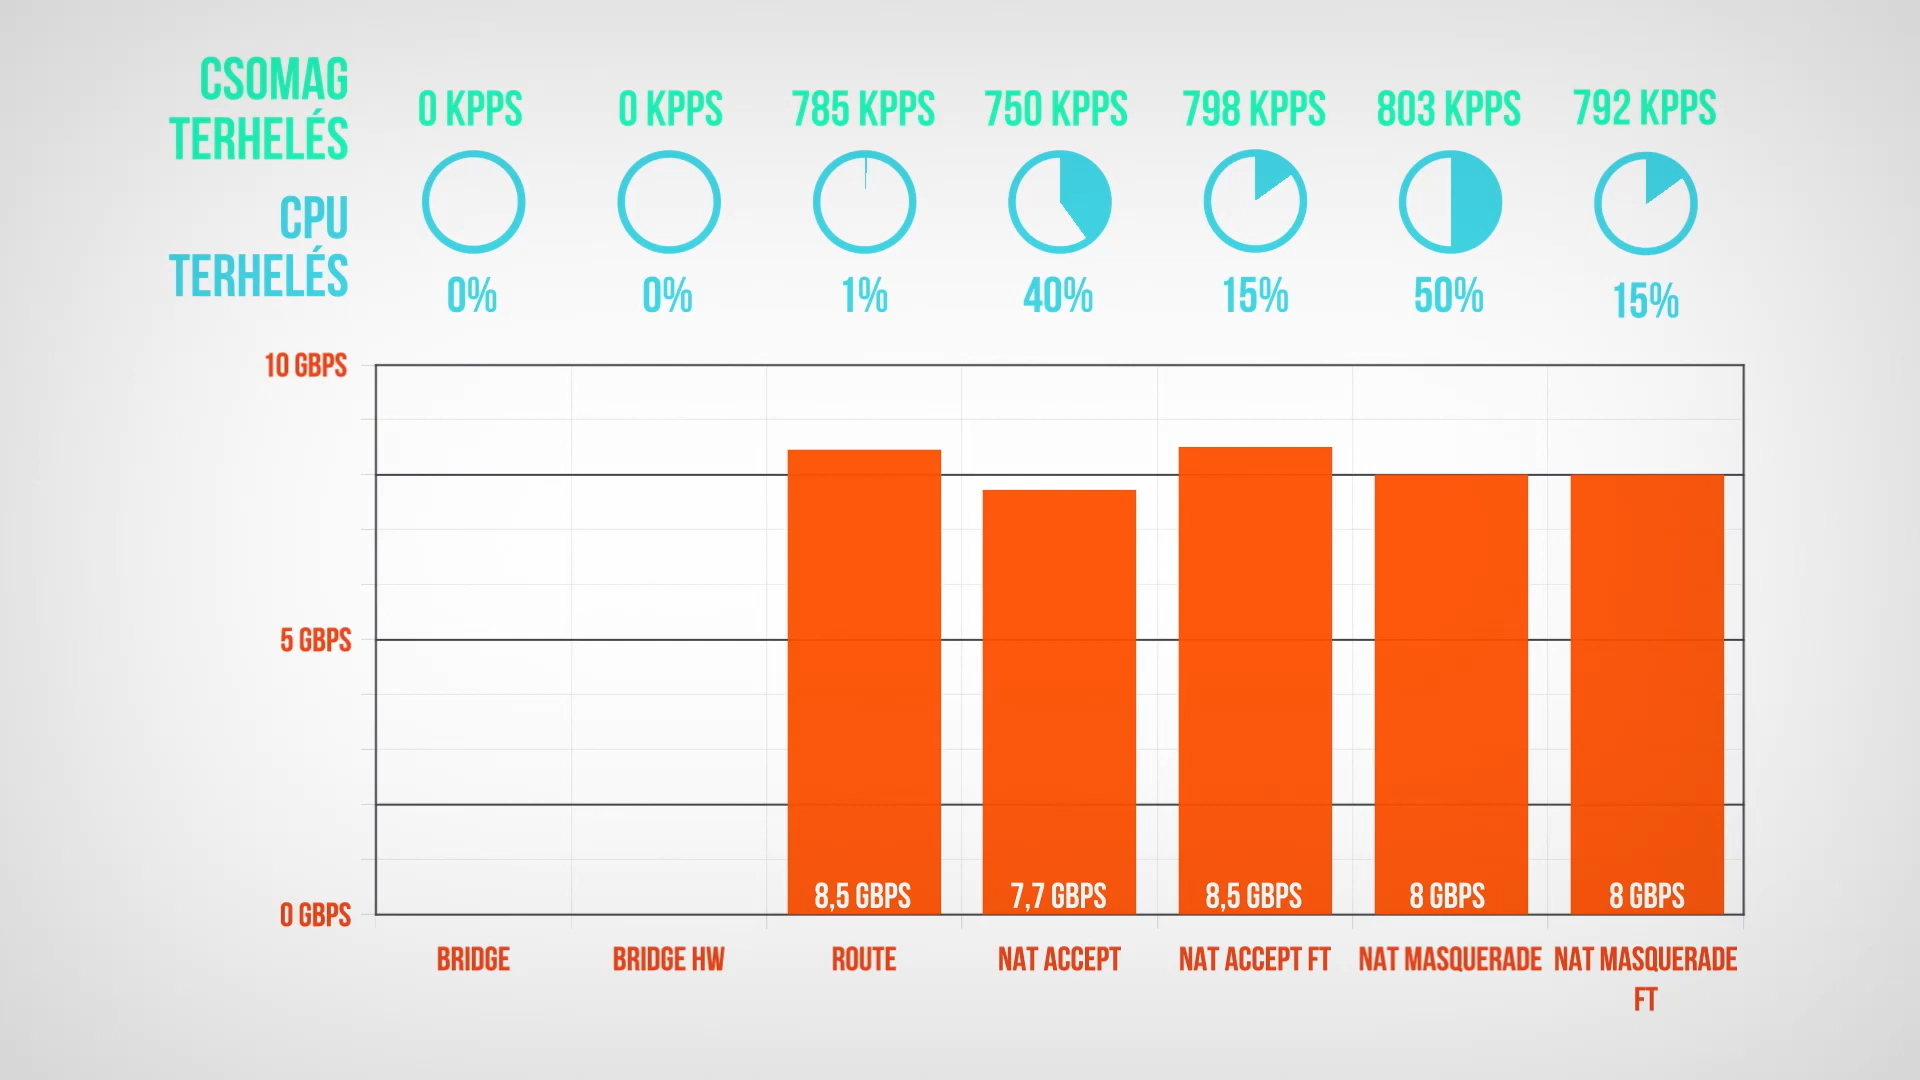 CSOMAG
TERHELÉS
0 KPPS 0 KPPS 785 KPPS 750 KPPS 798 KPPS 803 KPPS 792 KPPS
CPU
TERHELÉS
0% 0% 1% 40% 15% 50% 15%
10 GBPS
5 GBPS
0 GBPS
8,5 GBPS 7,7 GBPS 8,5 GBPS 8 GBPS 8 GBPS
BRIDGE BRIDGE HW ROUTE NAT ACCEPT NAT ACCEPT FT NAT MASQUERADE NAT MASQUERADE
FT